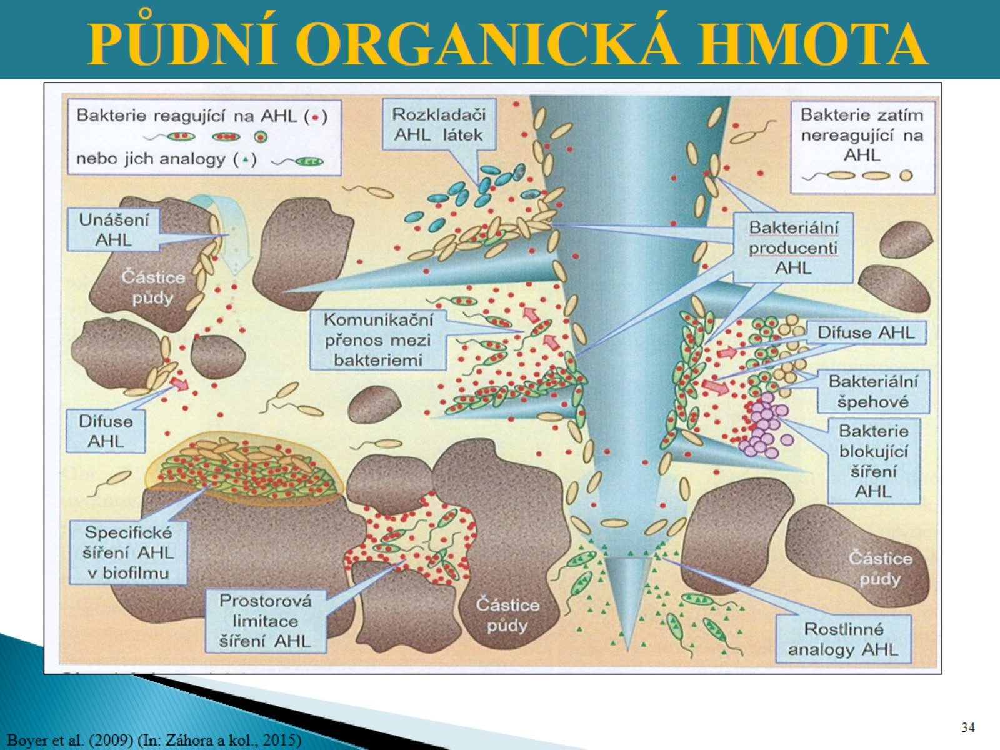 PŮDNÍ ORGANICKÁ HMOTA
Bakterie reagující na AHL (•)
nebo jich analogy (▲)
Rozkladači
AHL látek
Bakterie zatím
nereagující na
AHL
Unášení
AHL
Částice
půdy
Bakteriální
producenti
AHL
Komunikační
přenos mezi
bakteriemi
Difuse AHL
Bakteriální
špehové
Difuse
AHL
Bakterie
blokující
šíření
AHL
Specifické
šíření AHL
v biofilmu
Prostorová
limitace
šíření AHL
Částice
půdy
Částice
půdy
Rostlinné
analogy AHL
34
Boyer et al. (2009) (In: Záhora a kol., 2015)